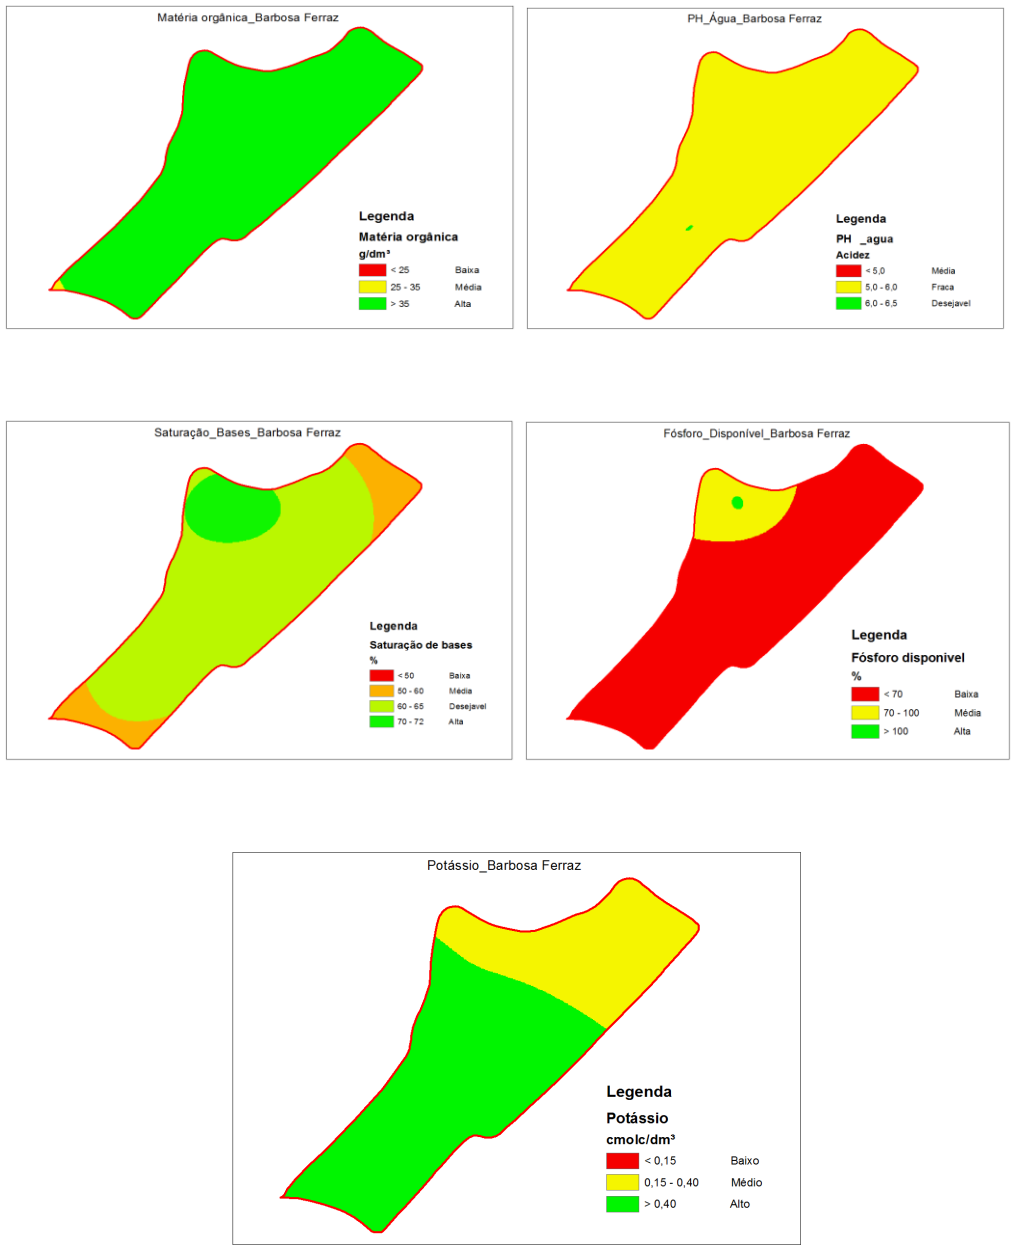 Matéria orgânica_Barbosa Ferraz
Legenda
Matéria orgânica
g/dm³
< 25 Baixa
25 - 35 Média
> 35 Alta
PH_Água_Barbosa Ferraz
Legenda
PH _agua
Acidez
< 5,0 Média
5,0 - 6,0 Fraca
6,0 - 6,5 Desejavel
Saturação_Bases_Barbosa Ferraz
Legenda
Saturação de bases
%
< 50 Baixa
50 - 60 Média
60 - 65 Desejavel
70 - 72 Alta
Fósforo_Disponível_Barbosa Ferraz
Legenda
Fósforo disponivel
%
< 70 Baixa
70 - 100 Média
> 100 Alta
Potássio_Barbosa Ferraz
Legenda
Potássio
cmolc/dm³
< 0,15 Baixo
0,15 - 0,40 Médio
> 0,40 Alto